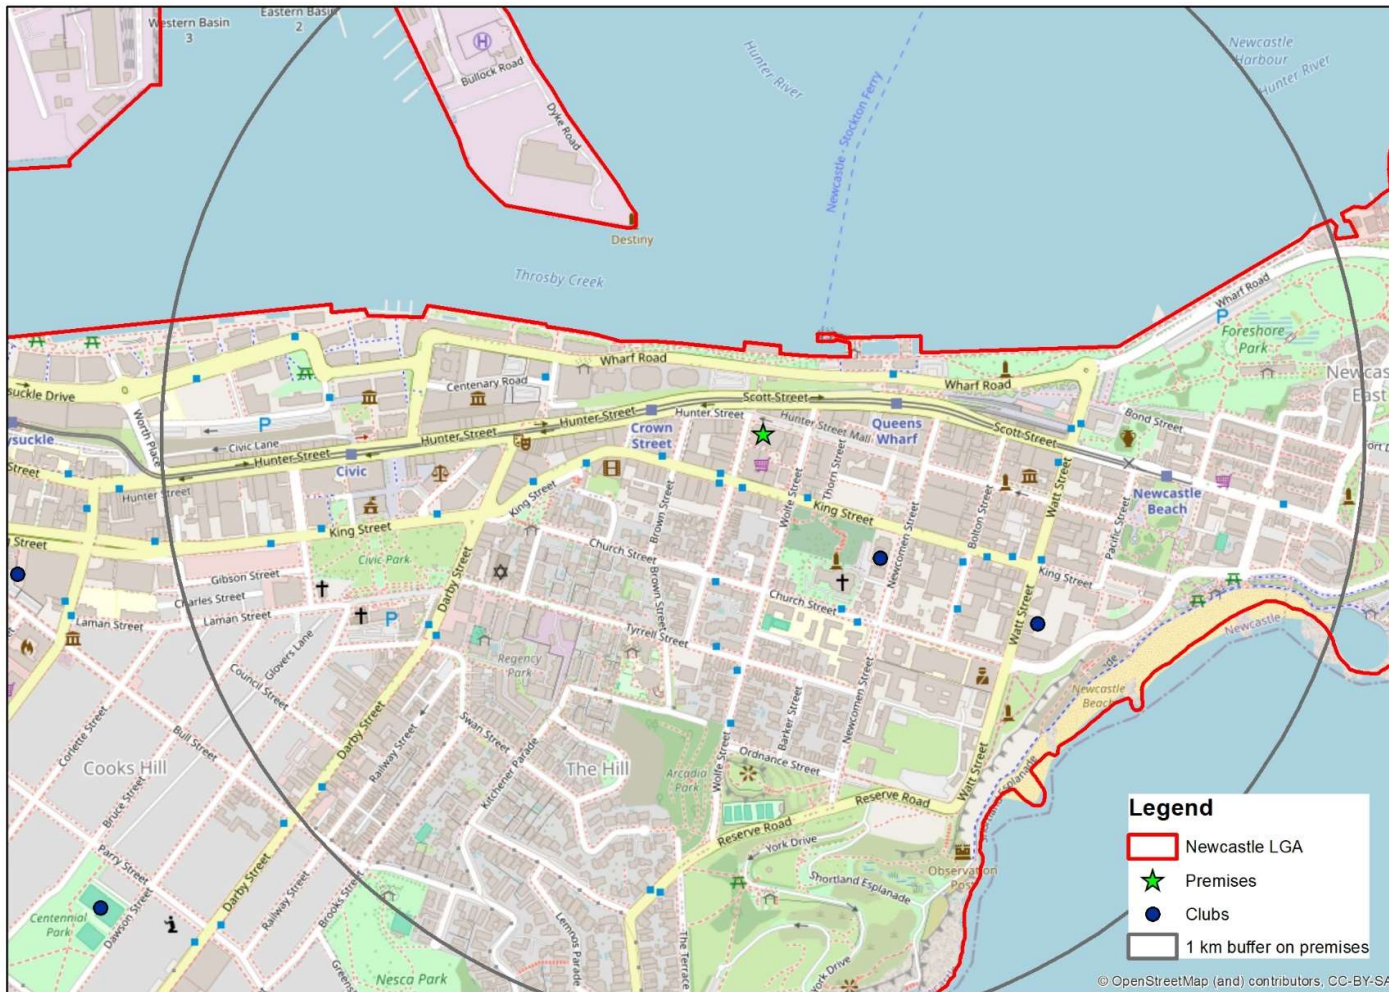 Western Basin
3
Eastern Basin
2
Bullock Road
Dyke Road
Destiny
Hunter River
Newcastle - Stockton Ferry
Newcastle
Harbour
Hunter River
Throsby Creek
Wharf Road
Foreshore
Park
Newcas
East
Wharf Road
Wharf Road
Centenary Road
suckle Drive
Worth Place
Civic Lane
ysuckle
Hunter Street
Hunter Street
Hunter Street
Hunter Street
Civic
Scott Street
Hunter Street
Hunter Street Mall
Crown
Street
Queens
Wharf
Scott Street
Bond Street
Newcastle
Beach
King Street
King Street
King Street
King Street
Street
Street
Civic Park
Darby Street
Brown Street
Brown Street
Wolfe Street
Thorn Street
Newcomen Street
Bolton Street
Watt Street
Pacific Street
Church Street
Church Street
Gibson Street
Charles Street
Laman Street
Laman Street
Glovers Lane
Council Street
Tyrrell Street
Regency
Park
Watt Street
Newcastle
Newcastle
Beach
Corlette Street
Bull Street
Cooks Hill
Bruce Street
Darby Street
Railway Street
Swan Street
Kitchener Parade
The Hill
Arcadia
Park
Wolfe Street
Barker Street
Newcomen Street
Ordnance Street
Reserve Road
Reserve Road
Watt Street
York Drive
Shortland Esplanade
Observation
Post
Parry Street
Centennial
Park
Dawson Street
Darby Street
Railway Street
Brooks Street
Nesca Park
Lemnos Parade
The Terrace
York Drive
Legend
Newcastle LGA
Premises
Clubs
1 km buffer on premises
© OpenStreetMap (and) contributors, CC-BY-SA